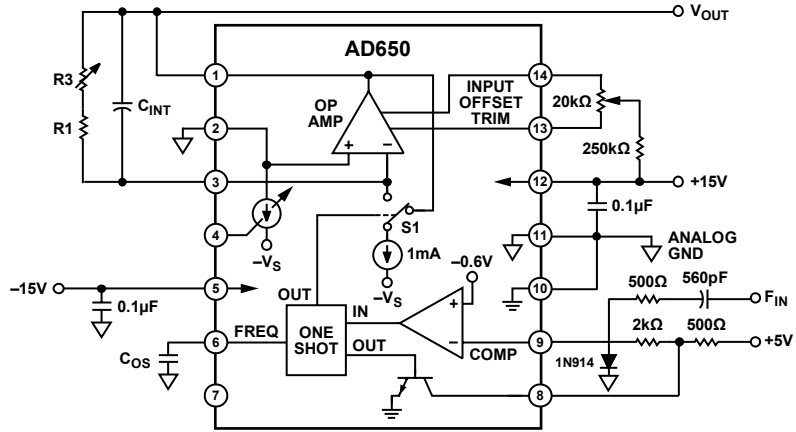 V_OUT
AD650
1
14
R3
OP
AMP
INPUT
OFFSET
TRIM
20kΩ
C_INT
R1
2
13
+
−
250kΩ
3
12
+15V
0.1µF
S1
4
11
ANALOG
GND
−V_S
1mA
−0.6V
−V_S
−15V
5
10
500Ω
560pF
F_IN
0.1µF
OUT
+
IN
ONE
SHOT
OUT
6
FREQ
C_OS
−
COMP
9
2kΩ
500Ω
+5V
1N914
7
8